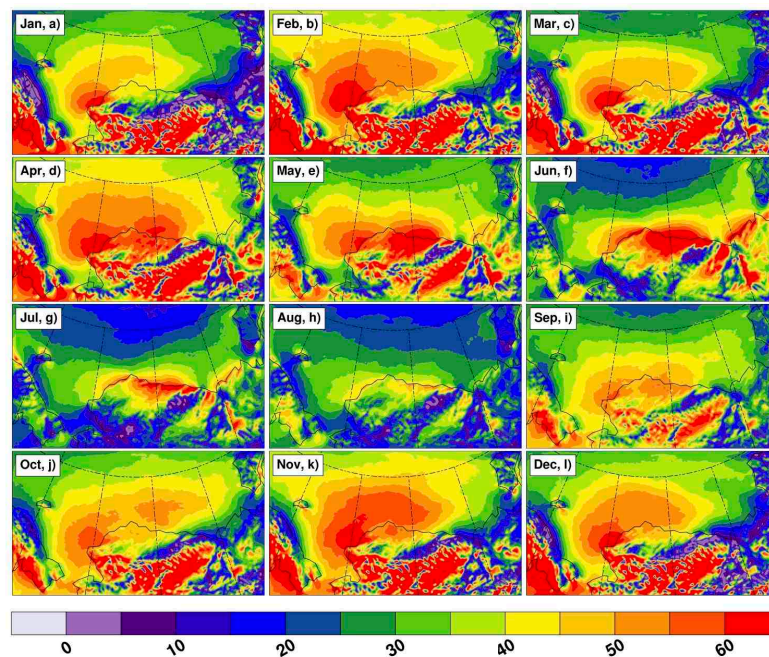 Jan, a)
Feb, b)
Mar, c)
Apr, d)
May, e)
Jun, f)
Jul, g)
Aug, h)
Sep, i)
Oct, j)
Nov, k)
Dec, l)
0 10 20 30 40 50 60